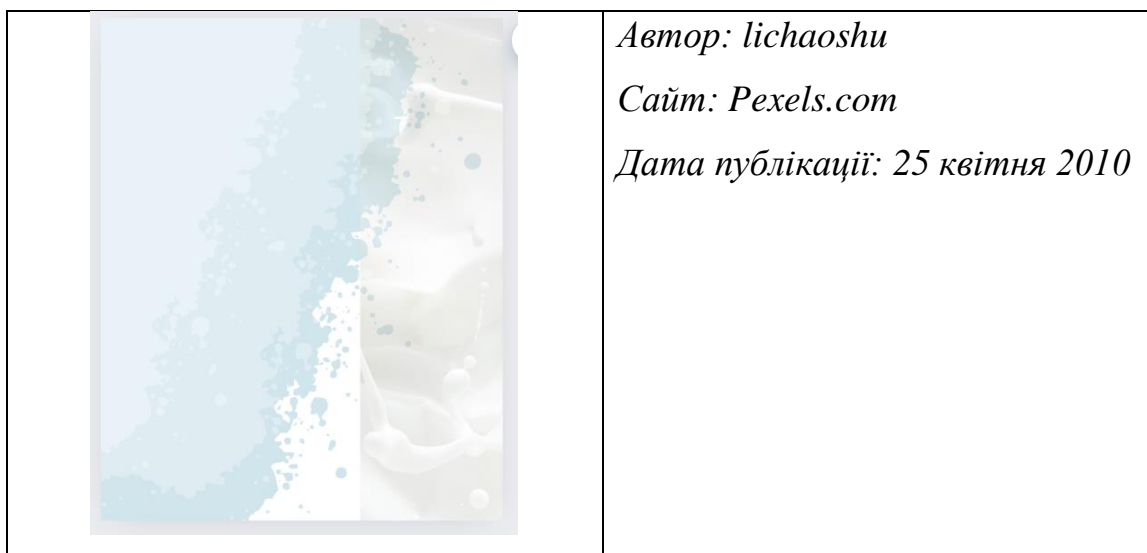 Автор: lichaoshu
Сайт: Pexels.com
Дата публікації: 25 квітня 2010